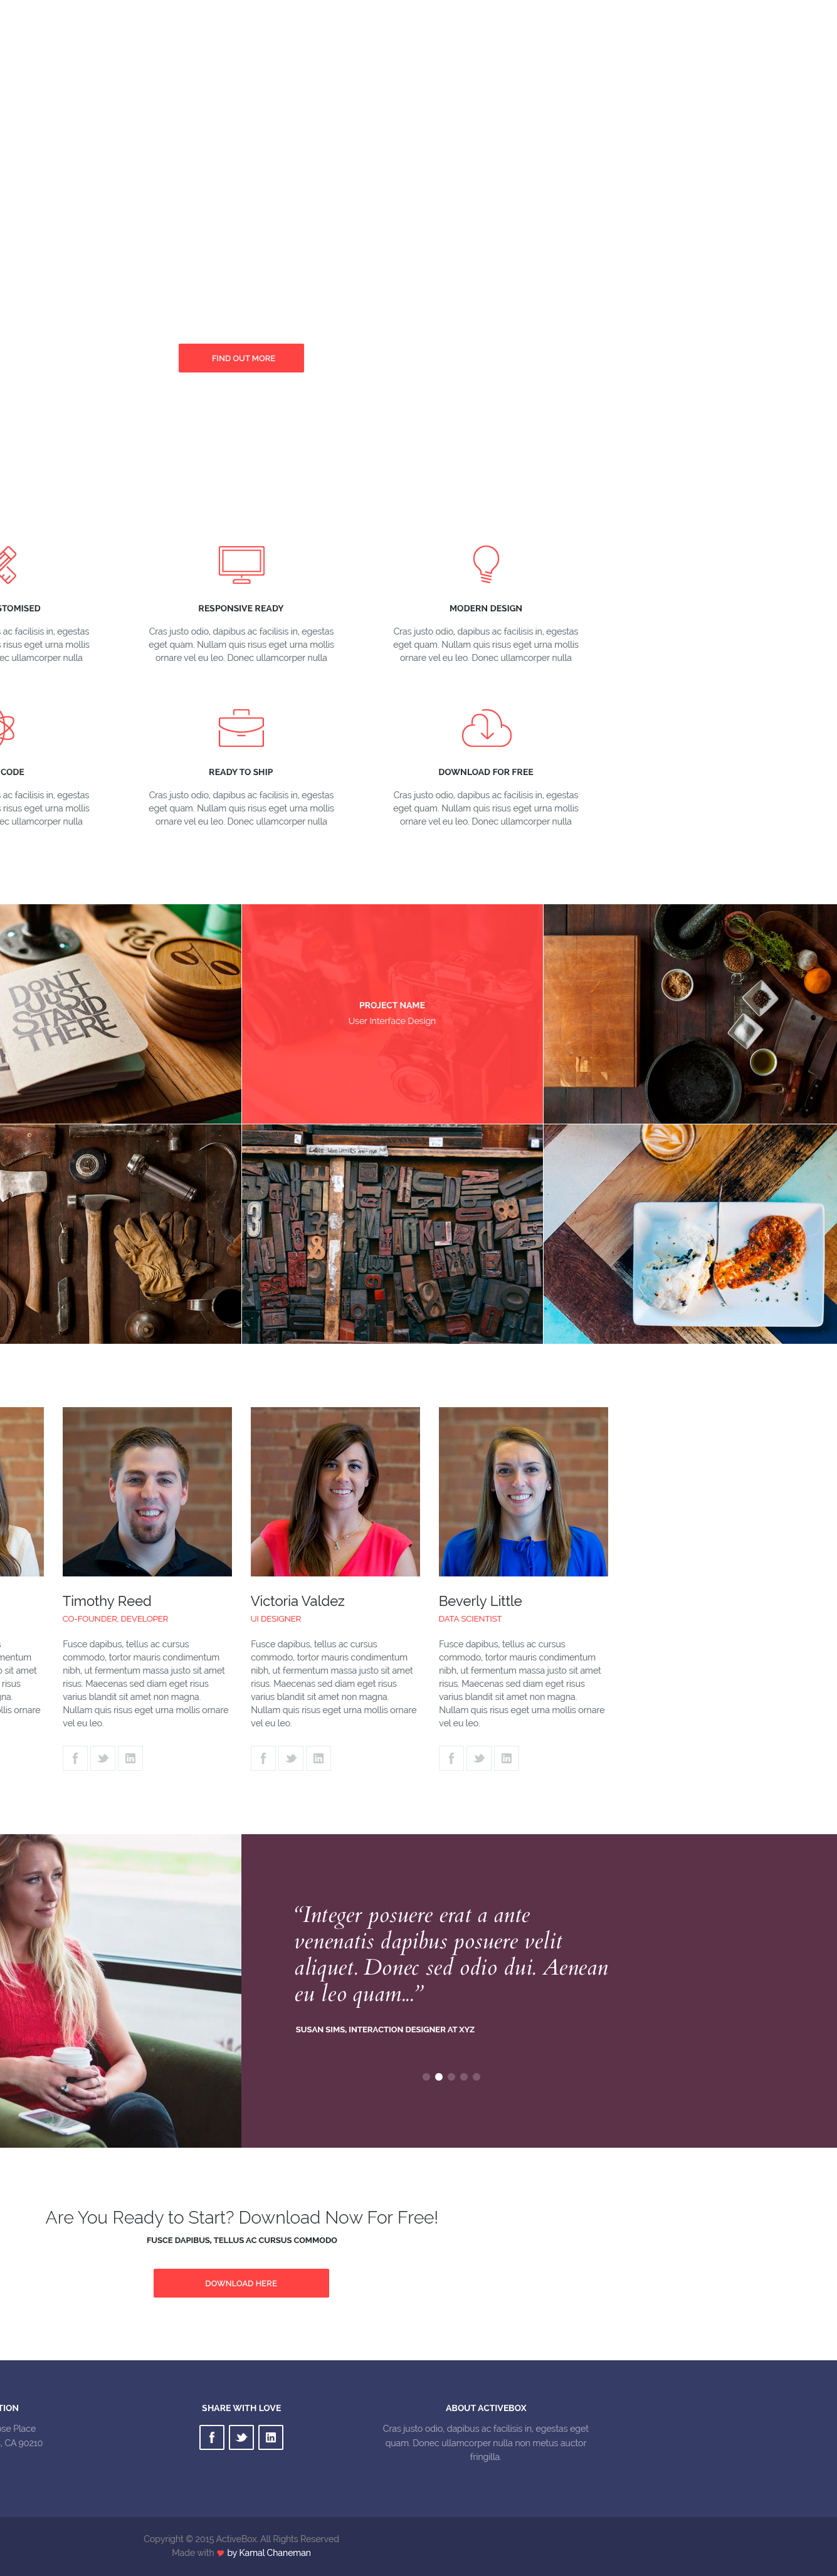 FIND OUT MORE
STOMISED
RESPONSIVE READY
MODERN DESIGN
ac facilisis in, egestas
risus eget urna mollis
ec ullamcorper nulla
Cras justo odio, dapibus ac facilisis in, egestas
eget quam. Nullam quis risus eget urna mollis
ornare vel eu leo. Donec ullamcorper nulla
Cras justo odio, dapibus ac facilisis in, egestas
eget quam. Nullam quis risus eget urna mollis
ornare vel eu leo. Donec ullamcorper nulla
CODE
READY TO SHIP
DOWNLOAD FOR FREE
ac facilisis in, egestas
risus eget urna mollis
ec ullamcorper nulla
Cras justo odio, dapibus ac facilisis in, egestas
eget quam. Nullam quis risus eget urna mollis
ornare vel eu leo. Donec ullamcorper nulla
Cras justo odio, dapibus ac facilisis in, egestas
eget quam. Nullam quis risus eget urna mollis
ornare vel eu leo. Donec ullamcorper nulla
DON'T
JUST
STAND
THERE
PROJECT NAME
User Interface Design
Timothy Reed
CO-FOUNDER, DEVELOPER
Victoria Valdez
UI DESIGNER
Beverly Little
DATA SCIENTIST
s
mentum
o sit amet
risus
gna.
ollis ornare
Fusce dapibus, tellus ac cursus
commodo, tortor mauris condimentum
nibh, ut fermentum massa justo sit amet
risus. Maecenas sed diam eget risus
varius blandit sit amet non magna.
Nullam quis risus eget urna mollis ornare
vel eu leo.
Fusce dapibus, tellus ac cursus
commodo, tortor mauris condimentum
nibh, ut fermentum massa justo sit amet
risus. Maecenas sed diam eget risus
varius blandit sit amet non magna.
Nullam quis risus eget urna mollis ornare
vel eu leo.
Fusce dapibus, tellus ac cursus
commodo, tortor mauris condimentum
nibh, ut fermentum massa justo sit amet
risus. Maecenas sed diam eget risus
varius blandit sit amet non magna.
Nullam quis risus eget urna mollis ornare
vel eu leo.
“Integer posuere erat a ante
venenatis dapibus posuere velit
aliquet. Donec sed odio dui. Aenean
eu leo quam...”
SUSAN SIMS, INTERACTION DESIGNER AT XYZ
Are You Ready to Start? Download Now For Free!
FUSCE DAPIBUS, TELLUS AC CURSUS COMMODO
DOWNLOAD HERE
TION
ose Place
, CA 90210
SHARE WITH LOVE
ABOUT ACTIVEBOX
Cras justo odio, dapibus ac facilisis in, egestas eget
quam. Donec ullamcorper nulla non metus auctor
fringilla.
Copyright © 2015 ActiveBox. All Rights Reserved
Made with ♥ by Kamal Chaneman